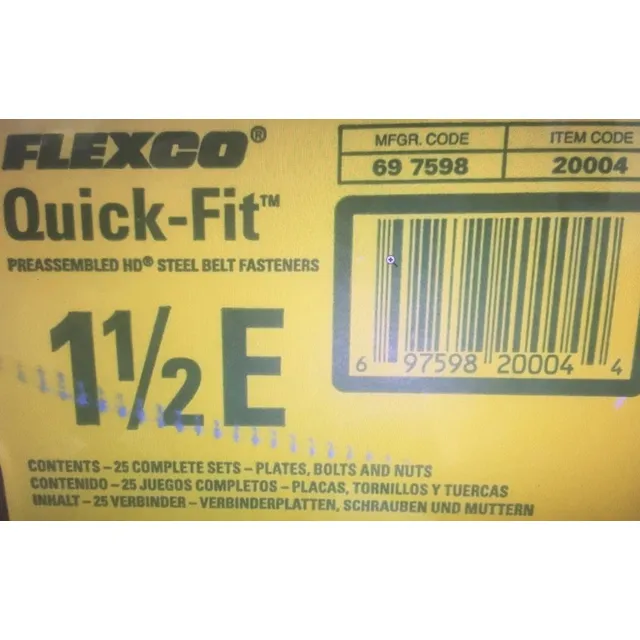 FLEXCO®
Quick-Fit™
PREASSEMBLED HD® STEEL BELT FASTENERS
1½ E
MFGR. CODE ITEM CODE
69 7598 20004
6 97598 20004 4
CONTENTS – 25 COMPLETE SETS – PLATES, BOLTS AND NUTS
CONTENIDO – 25 JUEGOS COMPLETOS – PLACAS, TORNILLOS Y TUERCAS
INHALT – 25 VERBINDER – VERBINDERPLATTEN, SCHRAUBEN UND MUTTERN